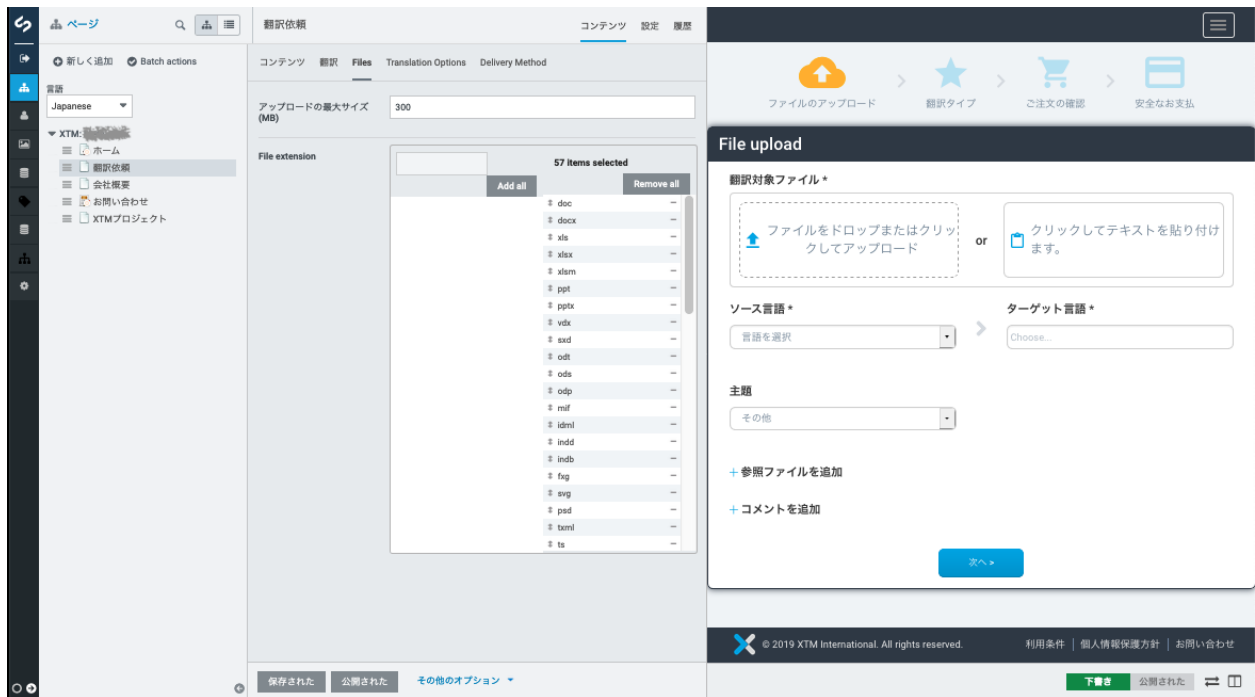 ページ
新しく追加 Batch actions
言語
Japanese
XTM:
ホーム
翻訳依頼
会社概要
お問い合わせ
XTMプロジェクト
翻訳依頼
コンテンツ 設定 履歴
コンテンツ 翻訳 Files Translation Options Delivery Method
アップロードの最大サイズ
(MB)
300
File extension
57 items selected
Add all
Remove all
doc
docx
xls
xlsx
xlsm
ppt
pptx
vdx
sxd
odt
ods
odp
mif
idml
indd
indb
fxg
svg
psd
txml
ts
保存された 公開された その他のオプション
ファイルのアップロード
翻訳タイプ
ご注文の確認
安全なお支払
File upload
翻訳対象ファイル *
ファイルをドロップまたはクリッ
クしてアップロード
or
クリックしてテキストを貼り付け
ます。
ソース言語 *
言語を選択
ターゲット言語 *
Choose...
主題
その他
+ 参照ファイルを追加
+ コメントを追加
次へ >
© 2019 XTM International. All rights reserved.
利用条件 | 個人情報保護方針 | お問い合わせ
下書き 公開された